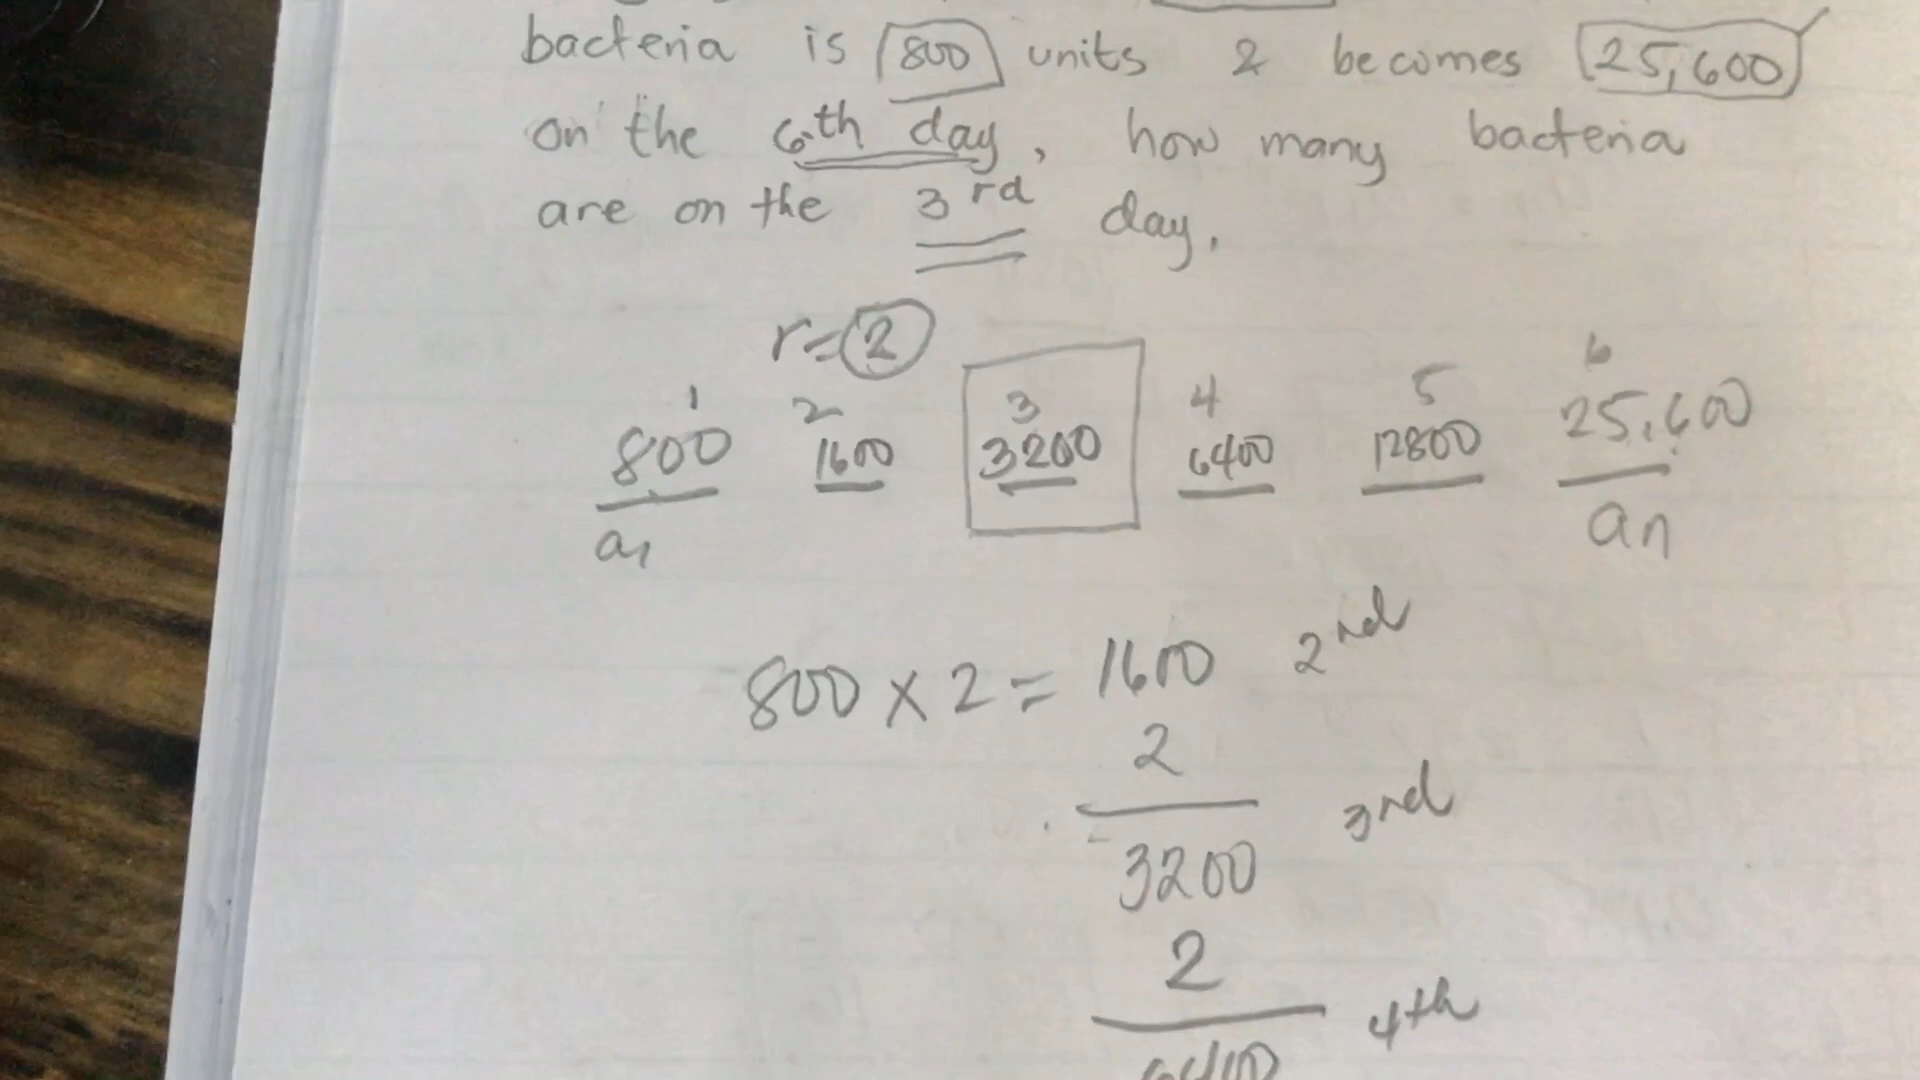 bacteria is 800 units & becomes 25,600
on the 6th day, how many bacteria
are on the 3rd day.
r=2
1 2 3 4 5 6
800 1600 3200 6400 12800 25,600
a1 an
800 x 2 = 1600 2nd
2
3200 3rd
2
6400 4th